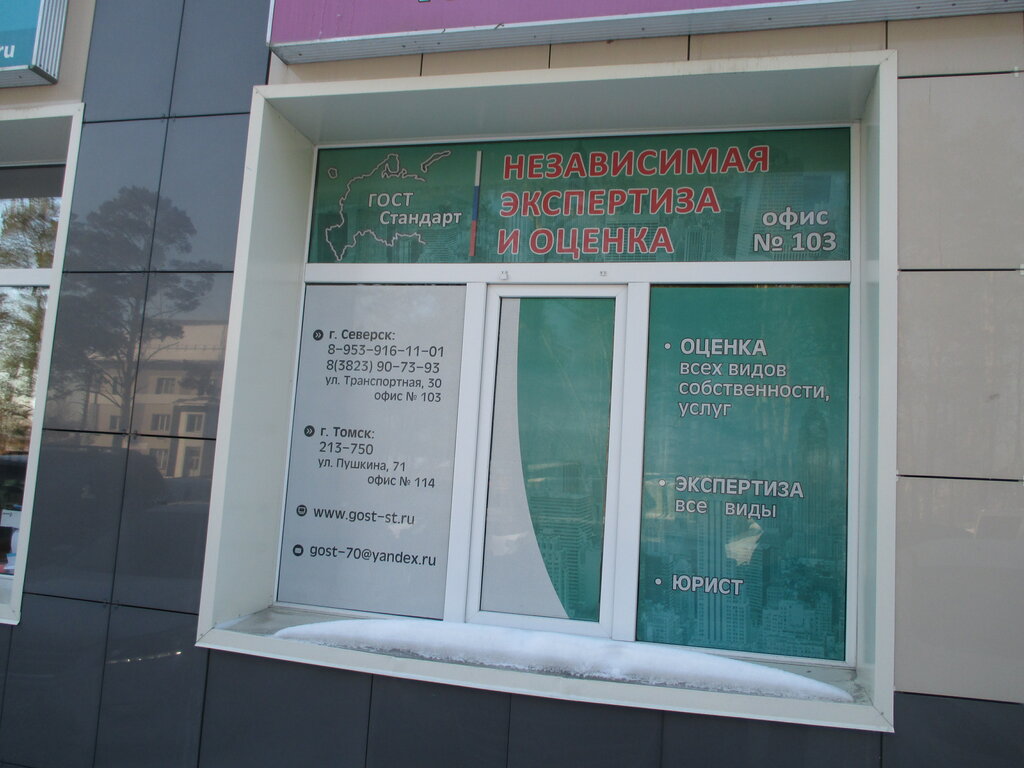 ru
ГОСТ
Стандарт
НЕЗАВИСИМАЯ
ЭКСПЕРТИЗА
И ОЦЕНКА
офис
№ 103
г. Северск:
8-953-916-11-01
8(3823) 90-73-93
ул. Транспортная, 30
офис № 103
г. Томск:
213-750
ул. Пушкина, 71
офис № 114
www.gost-st.ru
gost-70@yandex.ru
• ОЦЕНКА
всех видов
собственности,
услуг
• ЭКСПЕРТИЗА
все виды
• ЮРИСТ